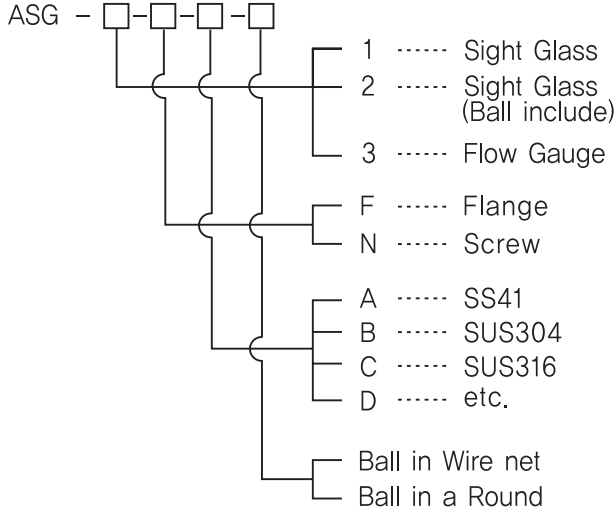 ASG - □-□-□-□
1 ······ Sight Glass
2 ······ Sight Glass
(Ball include)
3 ······ Flow Gauge
F ······ Flange
N ······ Screw
A ······ SS41
B ······ SUS304
C ······ SUS316
D ······ etc.
Ball in Wire net
Ball in a Round